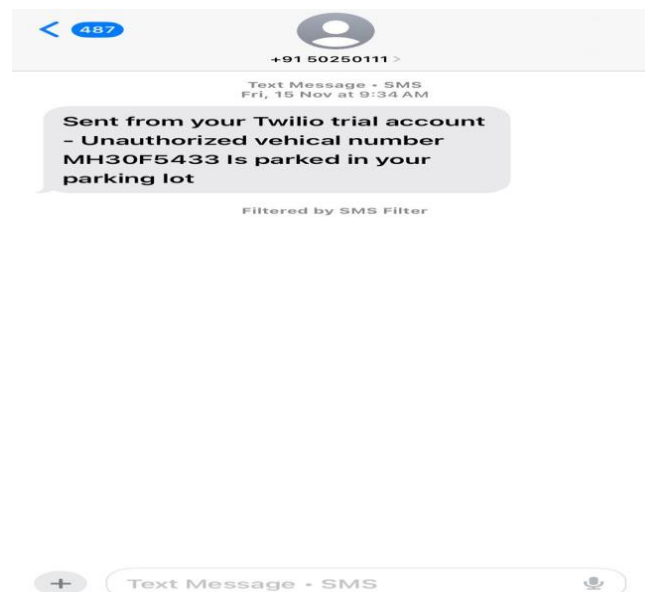 487
+91 50250111 >
Text Message • SMS
Fri, 15 Nov at 9:34 AM
Sent from your Twilio trial account
- Unauthorized vehical number
MH30F5433 Is parked in your
parking lot
Filtered by SMS Filter
+ Text Message • SMS